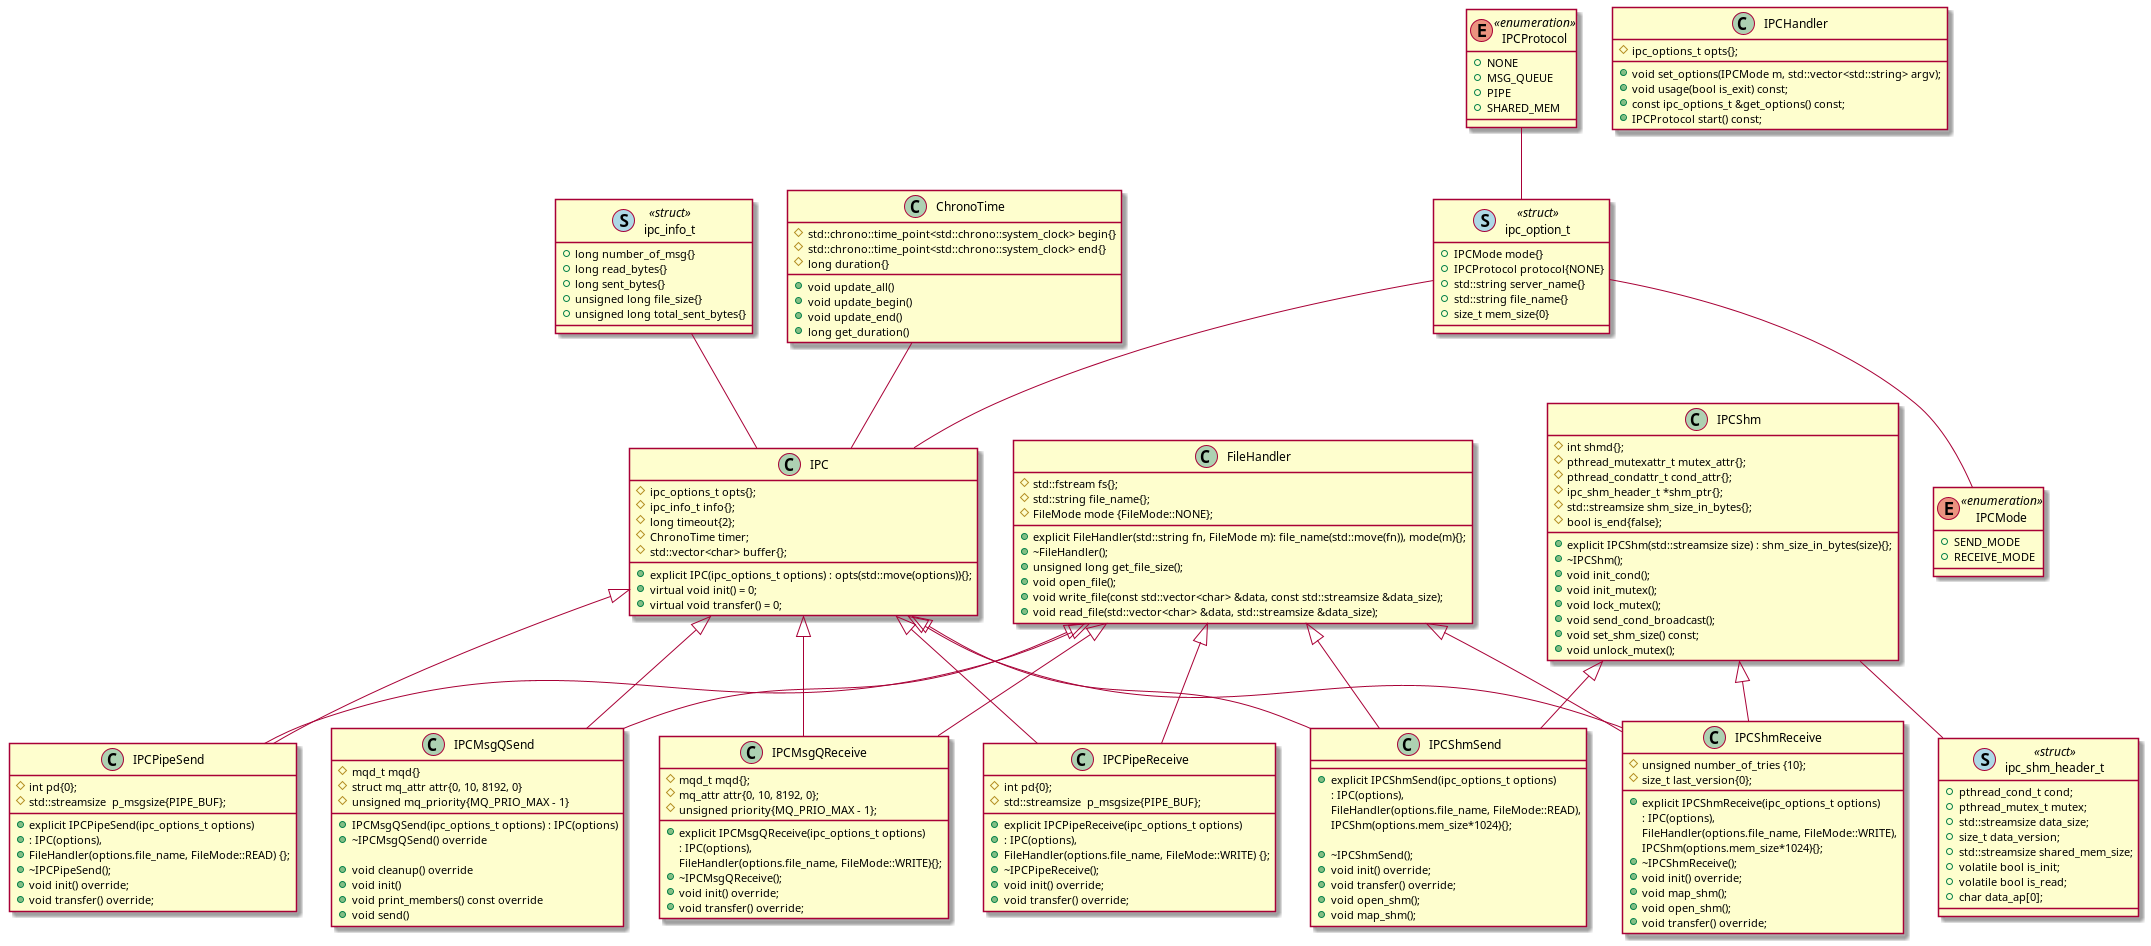 E «enumeration»
IPCProtocol
NONE
MSG_QUEUE
PIPE
SHARED_MEM
C IPCHandler
ipc_options_t opts{};
void set_options(IPCMode m, std::vector<std::string> argv);
void usage(bool is_exit) const;
const ipc_options_t &get_options() const;
IPCProtocol start() const;
S «struct»
ipc_info_t
long number_of_msg{}
long read_bytes{}
long sent_bytes{}
unsigned long file_size{}
unsigned long total_sent_bytes{}
C ChronoTime
std::chrono::time_point<std::chrono::system_clock> begin{}
std::chrono::time_point<std::chrono::system_clock> end{}
long duration{}
void update_all()
void update_begin()
void update_end()
long get_duration()
S «struct»
ipc_option_t
IPCMode mode{}
IPCProtocol protocol{NONE}
std::string server_name{}
std::string file_name{}
size_t mem_size{0}
C IPC
ipc_options_t opts{};
ipc_info_t info{};
long timeout{2};
ChronoTime timer;
std::vector<char> buffer{};
explicit IPC(ipc_options_t options) : opts(std::move(options)){};
virtual void init() = 0;
virtual void transfer() = 0;
C FileHandler
std::fstream fs{};
std::string file_name{};
FileMode mode {FileMode::NONE};
explicit FileHandler(std::string fn, FileMode m): file_name(std::move(fn)), mode(m){};
~FileHandler();
unsigned long get_file_size();
void open_file();
void write_file(const std::vector<char> &data, const std::streamsize &data_size);
void read_file(std::vector<char> &data, std::streamsize &data_size);
C IPCShm
int shmd{};
pthread_mutexattr_t mutex_attr{};
pthread_condattr_t cond_attr{};
ipc_shm_header_t *shm_ptr{};
std::streamsize shm_size_in_bytes{};
bool is_end{false};
explicit IPCShm(std::streamsize size) : shm_size_in_bytes(size){};
~IPCShm();
void init_cond();
void init_mutex();
void lock_mutex();
void send_cond_broadcast();
void set_shm_size() const;
void unlock_mutex();
E «enumeration»
IPCMode
SEND_MODE
RECEIVE_MODE
C IPCPipeSend
int pd{0};
std::streamsize  p_msgsize{PIPE_BUF};
explicit IPCPipeSend(ipc_options_t options)
: IPC(options),
FileHandler(options.file_name, FileMode::READ) {};
~IPCPipeSend();
void init() override;
void transfer() override;
C IPCMsgQSend
mqd_t mqd{}
struct mq_attr attr{0, 10, 8192, 0}
unsigned mq_priority{MQ_PRIO_MAX - 1}
IPCMsgQSend(ipc_options_t options) : IPC(options)
~IPCMsgQSend() override
void cleanup() override
void init()
void print_members() const override
void send()
C IPCMsgQReceive
mqd_t mqd{};
mq_attr attr{0, 10, 8192, 0};
unsigned priority{MQ_PRIO_MAX - 1};
explicit IPCMsgQReceive(ipc_options_t options)
: IPC(options),
FileHandler(options.file_name, FileMode::WRITE){};
~IPCMsgQReceive();
void init() override;
void transfer() override;
C IPCPipeReceive
int pd{0};
std::streamsize  p_msgsize{PIPE_BUF};
explicit IPCPipeReceive(ipc_options_t options)
: IPC(options),
FileHandler(options.file_name, FileMode::WRITE) {};
~IPCPipeReceive();
void init() override;
void transfer() override;
C IPCShmSend
explicit IPCShmSend(ipc_options_t options)
: IPC(options),
FileHandler(options.file_name, FileMode::READ),
IPCShm(options.mem_size*1024){};
~IPCShmSend();
void init() override;
void transfer() override;
void open_shm();
void map_shm();
C IPCShmReceive
unsigned number_of_tries {10};
size_t last_version{0};
explicit IPCShmReceive(ipc_options_t options)
: IPC(options),
FileHandler(options.file_name, FileMode::WRITE),
IPCShm(options.mem_size*1024){};
~IPCShmReceive();
void init() override;
void map_shm();
void open_shm();
void transfer() override;
S «struct»
ipc_shm_header_t
pthread_cond_t cond;
pthread_mutex_t mutex;
std::streamsize data_size;
size_t data_version;
std::streamsize shared_mem_size;
volatile bool is_init;
volatile bool is_read;
char data_ap[0];